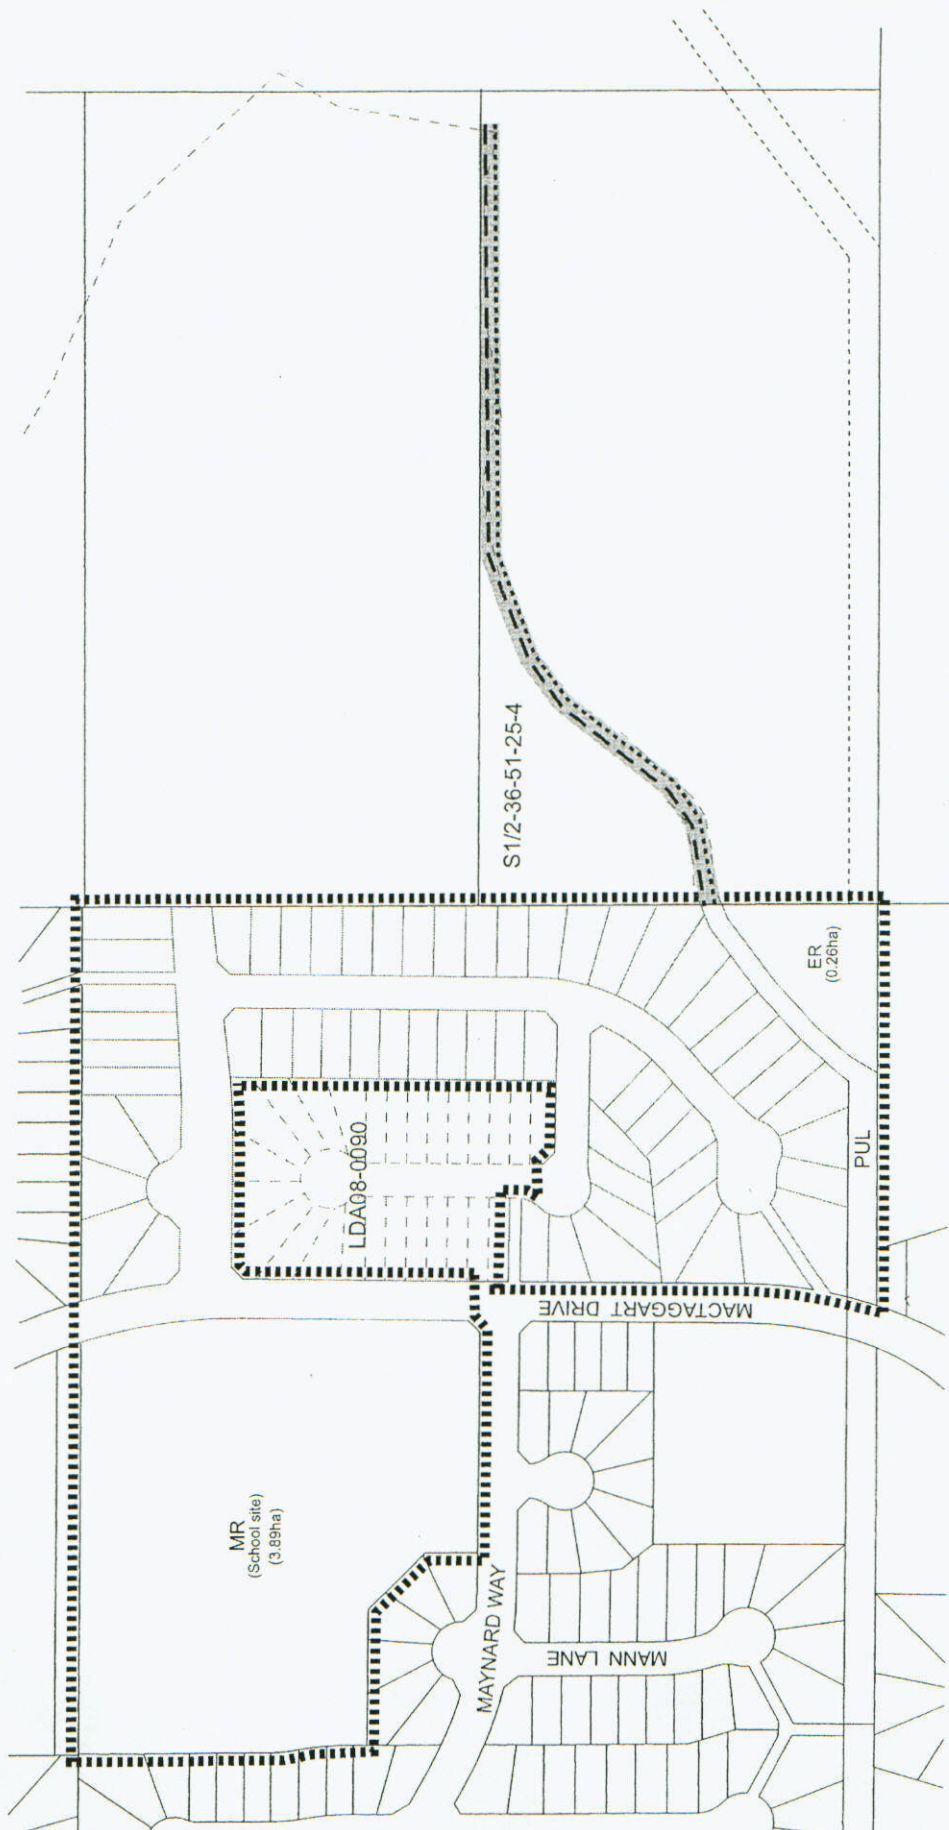 S1/2-36-51-25-4
ER
(0.26ha)
LDA08-0090
PUL
MACTAGGART DRIVE
MR
(School site)
(3.89ha)
MAYNARD WAY
MANN LANE